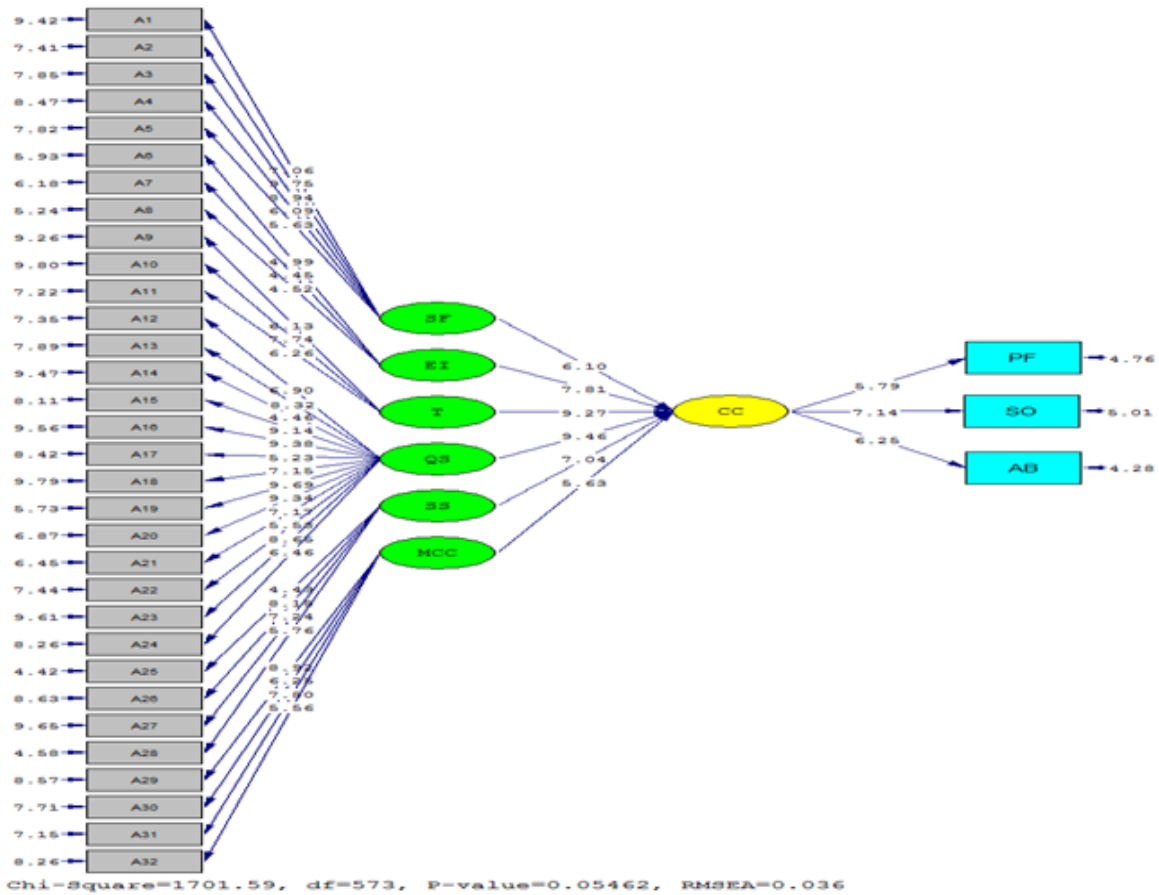 9.42 A1
7.41 A2
7.85 A3
8.47 A4
7.82 A5
5.93 A6
6.18 A7
5.24 A8
9.26 A9
9.80 A10
7.22 A11
7.35 A12
7.89 A13
9.47 A14
8.11 A15
9.56 A16
8.42 A17
9.79 A18
5.73 A19
6.87 A20
6.45 A21
7.44 A22
9.61 A23
8.26 A24
4.42 A25
8.63 A26
9.65 A27
4.58 A28
8.57 A29
7.71 A30
7.15 A31
8.26 A32
7.06
5.63
4.99
4.45
4.52
7.74
6.26
6.90
8.32
4.46
9.14
9.38
5.23
7.15
9.69
9.34
6.46
7.24
5.76
5.56
SF
EI
T
QS
SS
MCC
6.10
7.81
9.27
9.46
7.04
5.63
CC
5.79
7.14
6.25
PF 4.76
SO 5.01
AB 4.28
Chi-Square=1701.59, df=573, P-value=0.05462, RMSEA=0.036